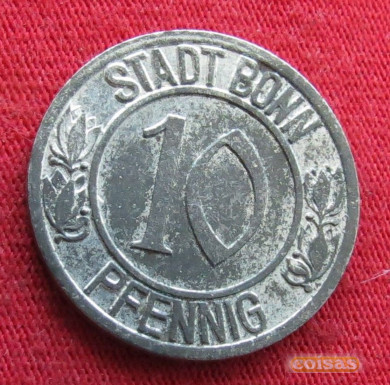 STADT BONN
10
PFENNIG
coisas